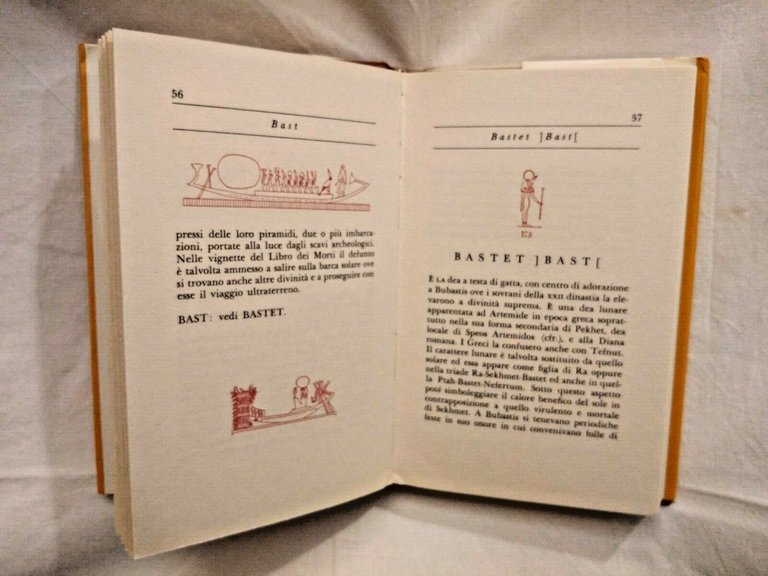 56
Bast
pressi delle loro piramidi, due o più imbarca-
zioni, portate alla luce dagli scavi archeologici.
Nelle vignette del Libro dei Morti il defunto
è talvolta ammesso a salire sulla barca solare ove
si trovano anche altre divinità e a proseguire con
esse il viaggio ultraterreno.
BAST: vedi BASTET.
57
Bastet ]Bast[
BASTET ]BAST[
È LA dea a testa di gatta, con centro di adorazione
a Bubastis ove i sovrani della XXII dinastia la ele-
varono a divinità suprema. È una dea lunare
apparentata ad Artemide in epoca greca soprat-
tutto nella sua forma secondaria di Pekhet, dea
locale di Speos Artemidos (cfr.), e alla Diana
romana. I Greci la confusero anche con Tefnut.
Il carattere lunare è talvolta sostituito da quello
solare ed essa appare come figlia di Ra oppure
nella triade Ra-Sekhmet-Bastet ed anche in quel-
la Ptah-Bastet-Nefertum. Sotto questo aspetto
poté simboleggiare il calore benefico del sole in
contrapposizione a quello virulento e mortale
di Sekhmet. A Bubastis si tenevano periodiche
feste in suo onore in cui convenivano folle di